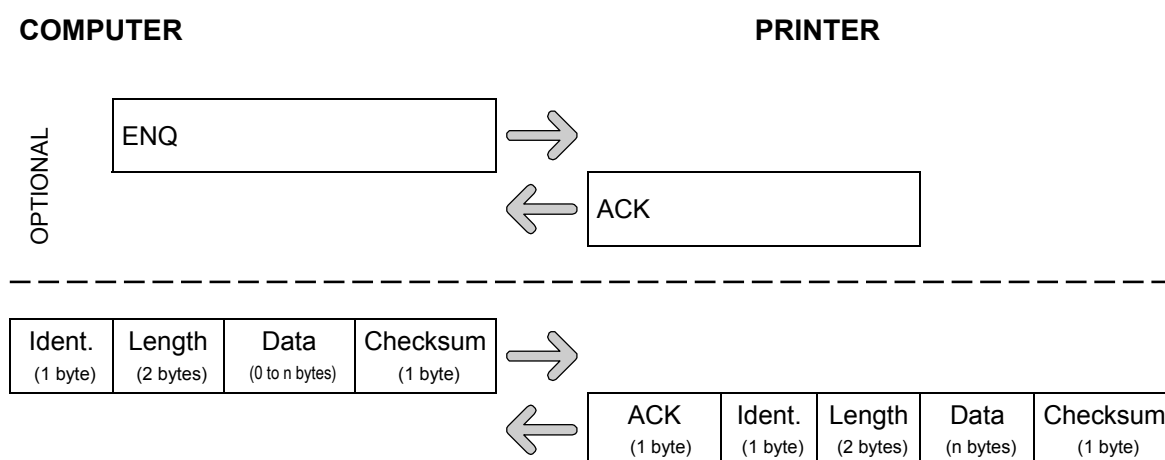 COMPUTER PRINTER
OPTIONAL
ENQ
ACK
Ident. Length Data Checksum
(1 byte) (2 bytes) (0 to n bytes) (1 byte)
ACK Ident. Length Data Checksum
(1 byte) (1 byte) (2 bytes) (n bytes) (1 byte)